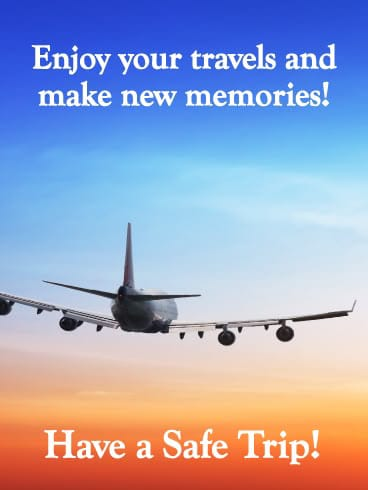 Enjoy your travels and
make new memories!
Have a Safe Trip!